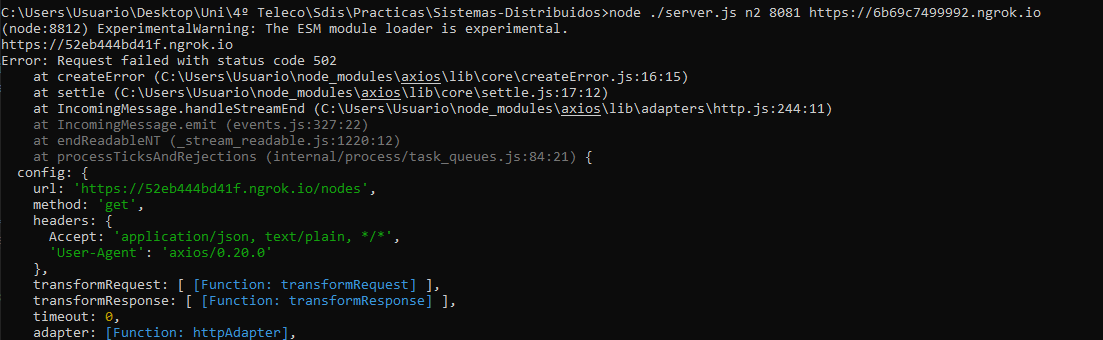 C:\Users\Usuario\Desktop\Uni\4º Teleco\Sdis\Practicas\Sistemas-Distribuidos>node ./server.js n2 8081 https://6b69c7499992.ngrok.io
(node:8812) ExperimentalWarning: The ESM module loader is experimental.
https://52eb444bd41f.ngrok.io
Error: Request failed with status code 502
    at createError (C:\Users\Usuario\node_modules\axios\lib\core\createError.js:16:15)
    at settle (C:\Users\Usuario\node_modules\axios\lib\core\settle.js:17:12)
    at IncomingMessage.handleStreamEnd (C:\Users\Usuario\node_modules\axios\lib\adapters\http.js:244:11)
    at IncomingMessage.emit (events.js:327:22)
    at endReadableNT (_stream_readable.js:1220:12)
    at processTicksAndRejections (internal/process/task_queues.js:84:21) {
  config: {
    url: 'https://52eb444bd41f.ngrok.io/nodes',
    method: 'get',
    headers: {
      Accept: 'application/json, text/plain, */*',
      'User-Agent': 'axios/0.20.0'
    },
    transformRequest: [ [Function: transformRequest] ],
    transformResponse: [ [Function: transformResponse] ],
    timeout: 0,
    adapter: [Function: httpAdapter],